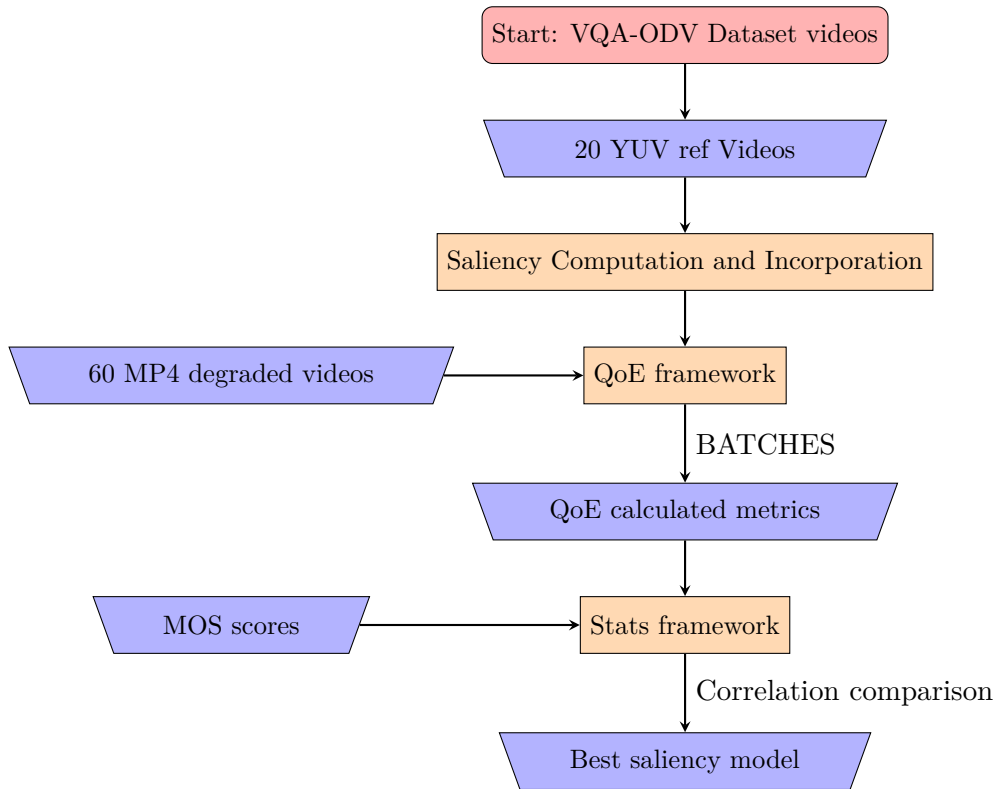 Start: VQA-ODV Dataset videos
20 YUV ref Videos
Saliency Computation and Incorporation
60 MP4 degraded videos
QoE framework
BATCHES
QoE calculated metrics
MOS scores
Stats framework
Correlation comparison
Best saliency model